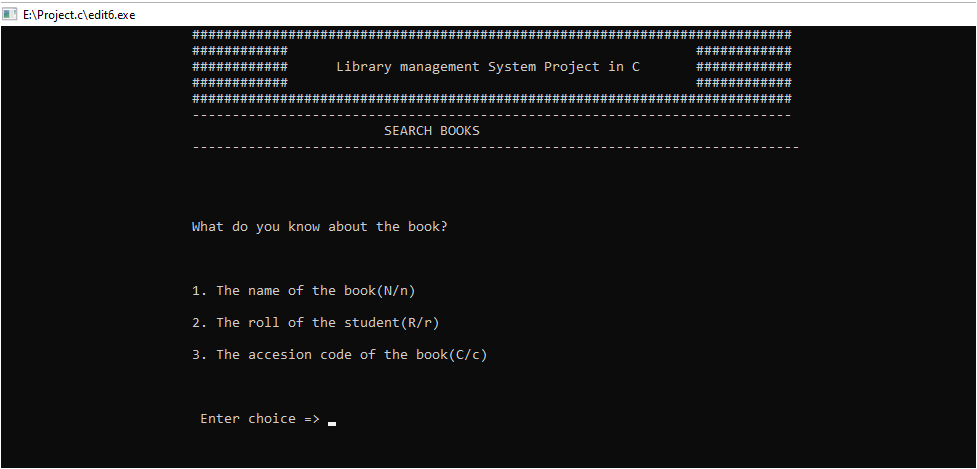 E:\Project.c\edit6.exe
###########################################################################
############                                                   ############
############      Library management System Project in C       ############
############                                                   ############
###########################################################################
---------------------------------------------------------------------------
SEARCH BOOKS
----------------------------------------------------------------------------
What do you know about the book?
1. The name of the book(N/n)
2. The roll of the student(R/r)
3. The accesion code of the book(C/c)
Enter choice => _